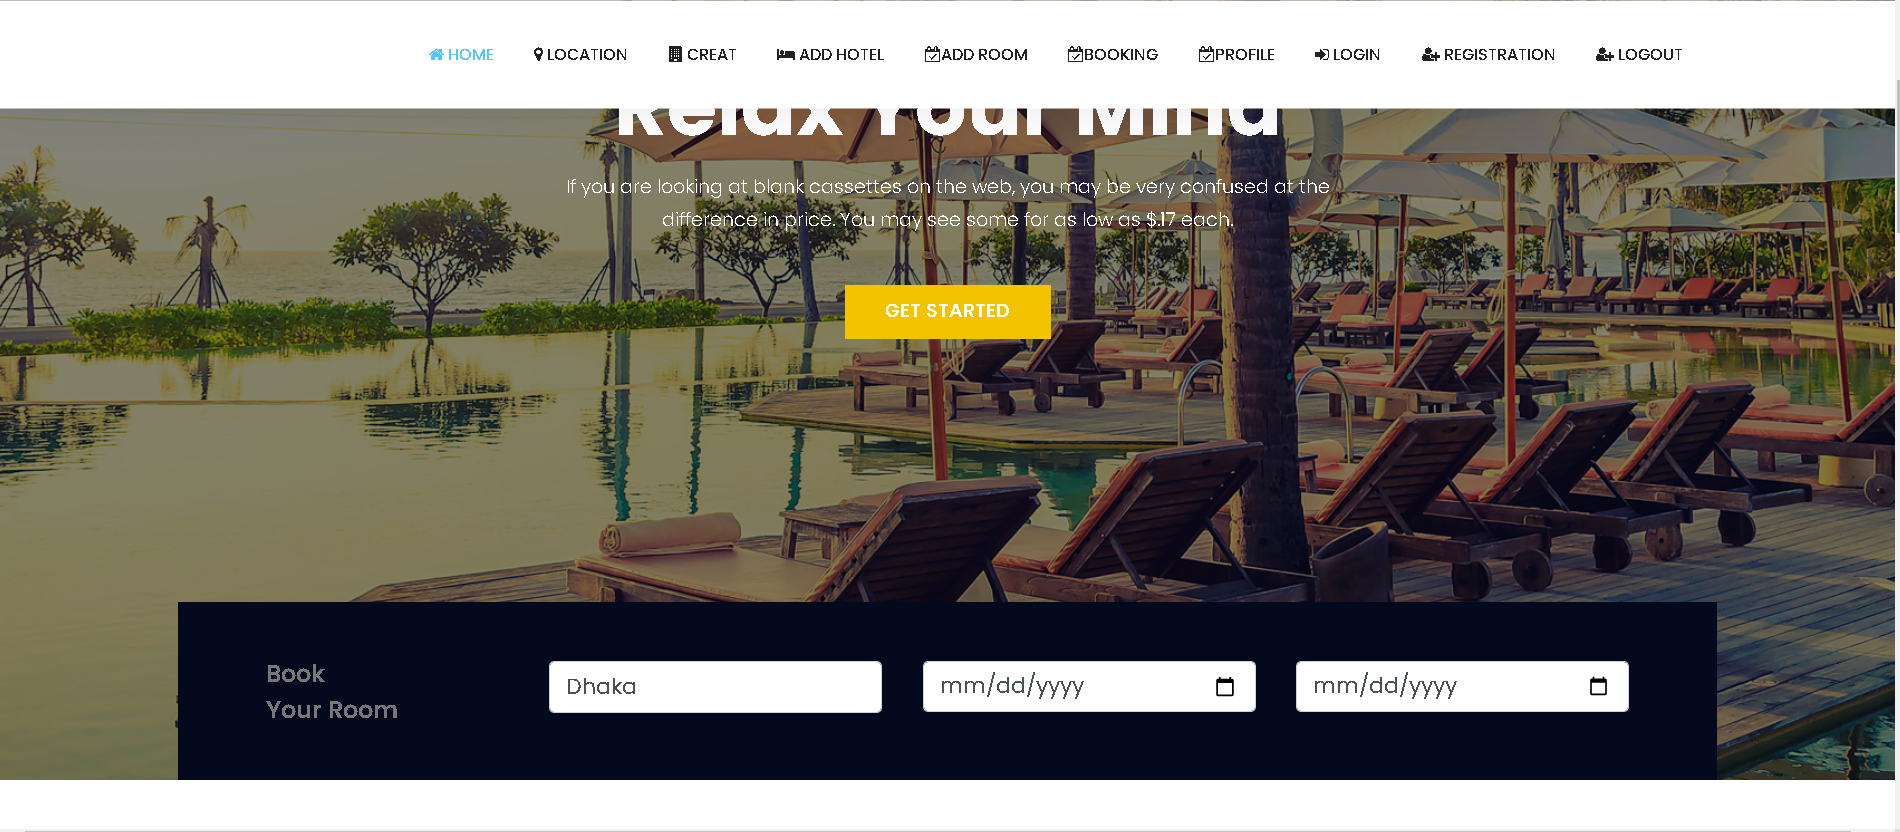 HOME LOCATION CREAT ADD HOTEL ADD ROOM BOOKING PROFILE LOGIN REGISTRATION LOGOUT
Relax Your Mind
If you are looking at blank cassettes on the web, you may be very confused at the
difference in price. You may see some for as low as $.17 each.
GET STARTED
Book
Your Room
Dhaka mm/dd/yyyy mm/dd/yyyy